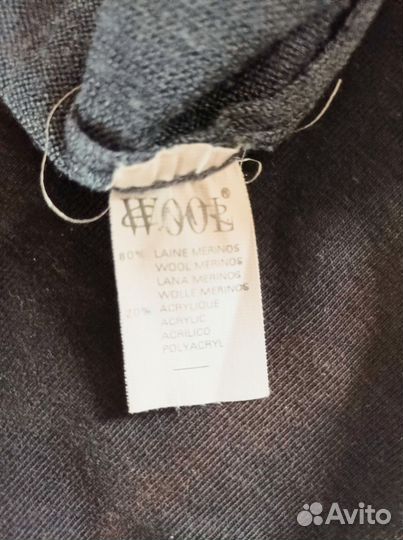 WOOL®
80% LAINE MERINOS
WOOL MERINOS
LANA MERINOS
WOLLE MERINOS
20% ACRYLIQUE
ACRYLIC
ACRILICO
POLYACRYL
Avito